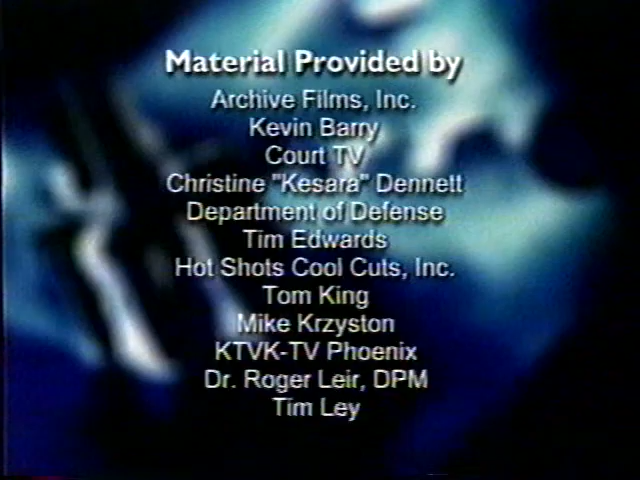 Material Provided by
Archive Films, Inc.
Kevin Barry
Court TV
Christine "Kesara" Dennett
Department of Defense
Tim Edwards
Hot Shots Cool Cuts, Inc.
Tom King
Mike Krzyston
KTVK-TV Phoenix
Dr. Roger Leir, DPM
Tim Ley